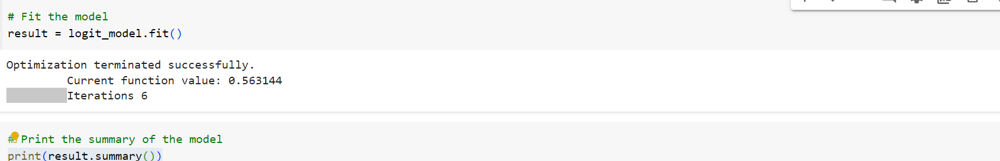 # Fit the model
result = logit_model.fit()
Optimization terminated successfully.
Current function value: 0.563144
Iterations 6
# Print the summary of the model
print(result.summary())